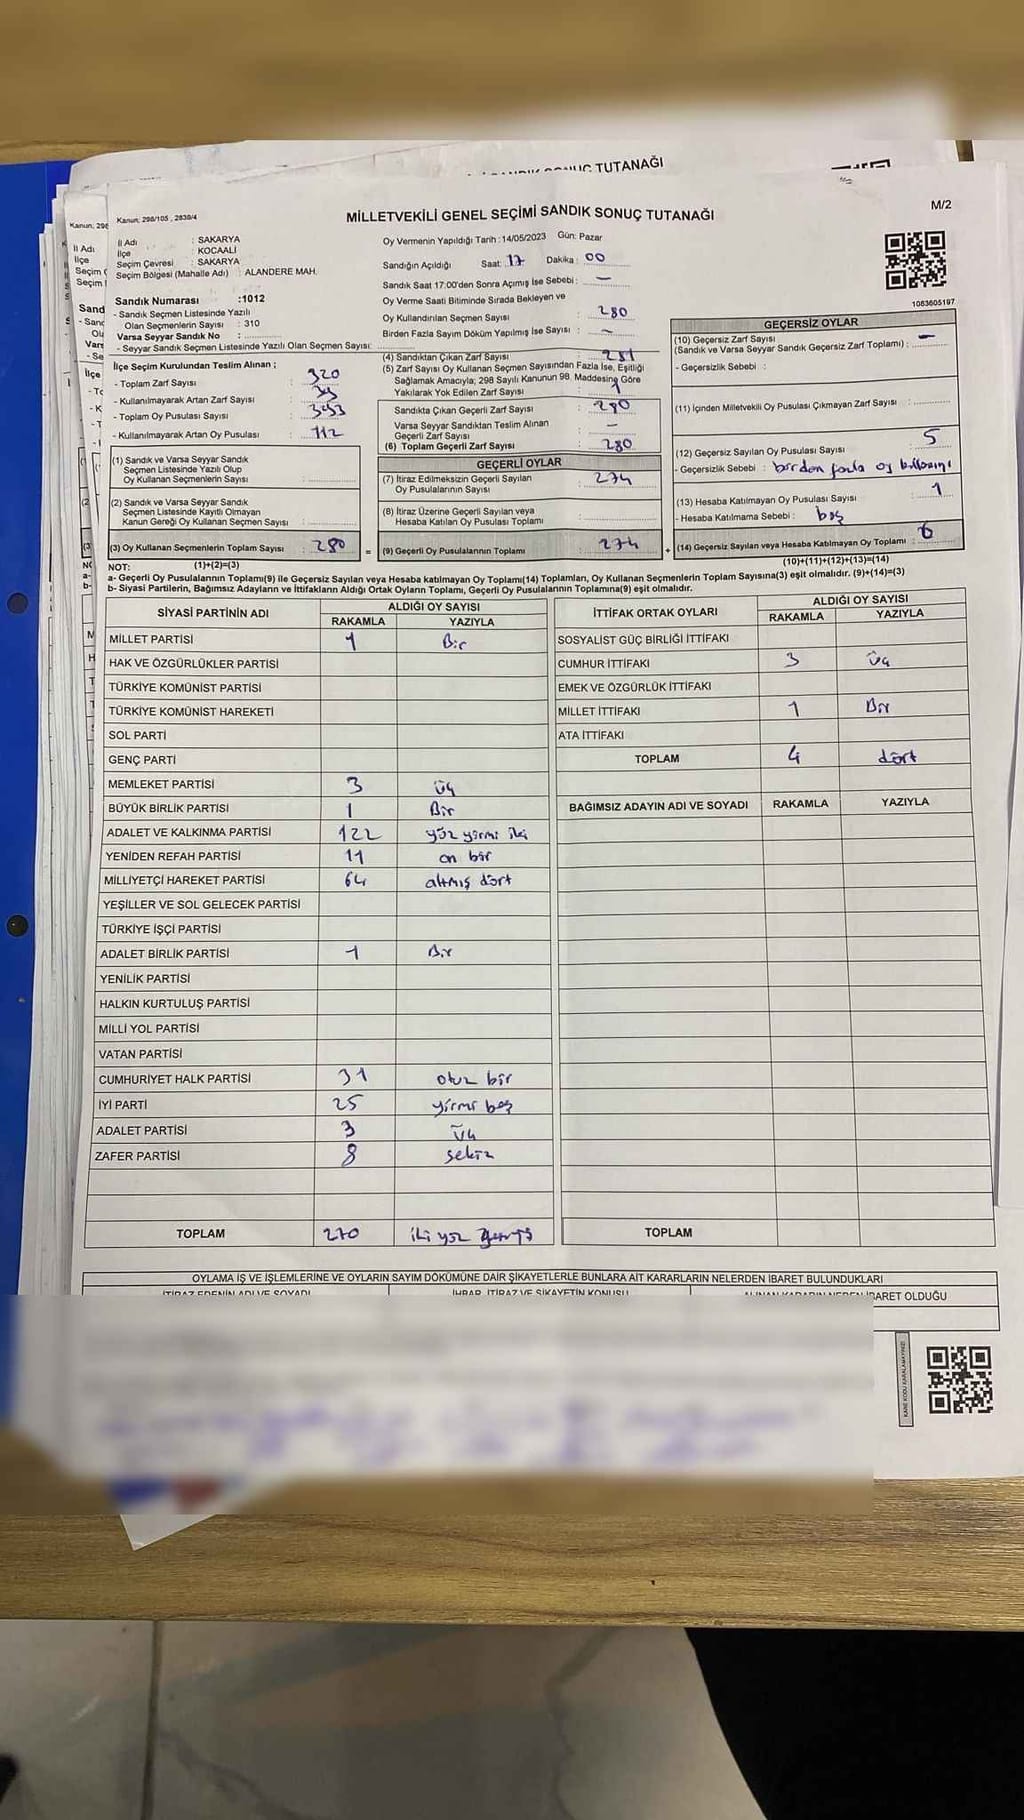 SONUÇ TUTANAĞI
Kanun: 298/105 , 2839/4
MİLLETVEKİLİ GENEL SEÇİMİ SANDIK SONUÇ TUTANAĞI
M/2
İl Adı : SAKARYA
İlçe : KOCAALİ
Seçim Çevresi : SAKARYA
Seçim Bölgesi (Mahalle Adı) : ALANDERE MAH.
Sandık Numarası :1012
- Sandık Seçmen Listesinde Yazılı
Olan Seçmenlerin Sayısı : 310
Varsa Seyyar Sandık No :
- Seyyar Sandık Seçmen Listesinde Yazılı Olan Seçmen Sayısı:
Oy Vermenin Yapıldığı Tarih :14/05/2023 Gün: Pazar
Sandığın Açıldığı Saat: 17 Dakika : 00
Sandık Saat 17:00'den Sonra Açılmış İse Sebebi : —
Oy Verme Saati Bitiminde Sırada Bekleyen ve
Oy Kullandırılan Seçmen Sayısı : 280
Birden Fazla Sayım Döküm Yapılmış İse Sayısı : —
1083605197
İlçe Seçim Kurulundan Teslim Alınan ;
- Toplam Zarf Sayısı : 320
- Kullanılmayarak Artan Zarf Sayısı : 39
- Toplam Oy Pusulası Sayısı : 393
- Kullanılmayarak Artan Oy Pusulası : 112
(4) Sandıktan Çıkan Zarf Sayısı : 281
(5) Zarf Sayısı Oy Kullanan Seçmen Sayısından Fazla İse, Eşitliği
Sağlamak Amacıyla; 298 Sayılı Kanunun 98. Maddesine Göre
Yakılarak Yok Edilen Zarf Sayısı : 1
Sandıkta Çıkan Geçerli Zarf Sayısı : 280
Varsa Seyyar Sandıktan Teslim Alınan
Geçerli Zarf Sayısı : —
(6) Toplam Geçerli Zarf Sayısı : 280
GEÇERSİZ OYLAR
(10) Geçersiz Zarf Sayısı
(Sandık ve Varsa Seyyar Sandık Geçersiz Zarf Toplamı) : —
- Geçersizlik Sebebi :
(11) İçinden Milletvekili Oy Pusulası Çıkmayan Zarf Sayısı :
(12) Geçersiz Sayılan Oy Pusulası Sayısı : 5
- Geçersizlik Sebebi : birden fazla oy
(13) Hesaba Katılmayan Oy Pusulası Sayısı : 1
- Hesaba Katılmama Sebebi : boş
(14) Geçersiz Sayılan veya Hesaba Katılmayan Oy Toplamı : 6
(1) Sandık ve Varsa Seyyar Sandık
Seçmen Listesinde Yazılı Olup
Oy Kullanan Seçmenlerin Sayısı :
(2) Sandık ve Varsa Seyyar Sandık
Seçmen Listesinde Kayıtlı Olmayan
Kanun Gereği Oy Kullanan Seçmen Sayısı :
(3) Oy Kullanan Seçmenlerin Toplam Sayısı : 280 =
GEÇERLİ OYLAR
(7) İtiraz Edilmeksizin Geçerli Sayılan
Oy Pusulalarının Sayısı : 274
(8) İtiraz Üzerine Geçerli Sayılan veya
Hesaba Katılan Oy Pusulası Toplamı :
(9) Geçerli Oy Pusulalarının Toplamı : 274 +
NOT: (1)+(2)=(3) (10)+(11)+(12)+(13)=(14)
a- Geçerli Oy Pusulalarının Toplamı(9) ile Geçersiz Sayılan veya Hesaba katılmayan Oy Toplamı(14) Toplamları, Oy Kullanan Seçmenlerin Toplam Sayısına(3) eşit olmalıdır. (9)+(14)=(3)
b- Siyasi Partilerin, Bağımsız Adayların ve İttifakların Aldığı Ortak Oyların Toplamı, Geçerli Oy Pusulalarının Toplamına(9) eşit olmalıdır.
SİYASİ PARTİNİN ADI ALDIĞI OY SAYISI
RAKAMLA YAZIYLA
MİLLET PARTİSİ 1 Bir
HAK VE ÖZGÜRLÜKLER PARTİSİ
TÜRKİYE KOMÜNİST PARTİSİ
TÜRKİYE KOMÜNİST HAREKETİ
SOL PARTİ
GENÇ PARTİ
MEMLEKET PARTİSİ 3 üç
BÜYÜK BİRLİK PARTİSİ 1 Bir
ADALET VE KALKINMA PARTİSİ 122 yüz yirmi iki
YENİDEN REFAH PARTİSİ 11 on bir
MİLLİYETÇİ HAREKET PARTİSİ 64 altmış dört
YEŞİLLER VE SOL GELECEK PARTİSİ
TÜRKİYE İŞÇİ PARTİSİ
ADALET BİRLİK PARTİSİ 1 Bir
YENİLİK PARTİSİ
HALKIN KURTULUŞ PARTİSİ
MİLLİ YOL PARTİSİ
VATAN PARTİSİ
CUMHURİYET HALK PARTİSİ 31 otuz bir
İYİ PARTİ 25 yirmi beş
ADALET PARTİSİ 3 üç
ZAFER PARTİSİ 8 sekiz
TOPLAM 270 iki yüz yetmiş
İTTİFAK ORTAK OYLARI ALDIĞI OY SAYISI
RAKAMLA YAZIYLA
SOSYALİST GÜÇ BİRLİĞİ İTTİFAKI
CUMHUR İTTİFAKI 3 üç
EMEK VE ÖZGÜRLÜK İTTİFAKI
MİLLET İTTİFAKI 1 Bir
ATA İTTİFAKI
TOPLAM 4 dört
BAĞIMSIZ ADAYIN ADI VE SOYADI RAKAMLA YAZIYLA
TOPLAM
OYLAMA İŞ VE İŞLEMLERİNE VE OYLARIN SAYIM DÖKÜMÜNE DAİR ŞİKAYETLERLE BUNLARA AİT KARARLARIN NELERDEN İBARET BULUNDUKLARI
İTİRAZ EDENİN ADI VE SOYADI İHBAR, İTİRAZ VE ŞİKAYETİN KONUSU ALINAN KARARIN NEDEN İBARET OLDUĞU
KARE KODU KARALAMAYINIZ!